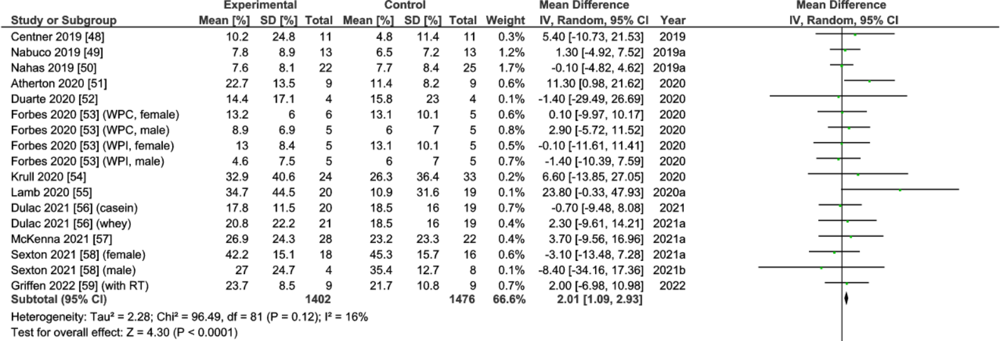 Experimental Control Mean Difference Mean Difference
Study or Subgroup Mean [%] SD [%] Total Mean [%] SD [%] Total Weight IV, Random, 95% CI Year IV, Random, 95% CI
Centner 2019 [48] 10.2 24.8 11 4.8 11.4 11 0.3% 5.40 [-10.73, 21.53] 2019
Nabuco 2019 [49] 7.8 8.9 13 6.5 7.2 13 1.2% 1.30 [-4.92, 7.52] 2019a
Nahas 2019 [50] 7.6 8.1 22 7.7 8.4 25 1.7% -0.10 [-4.82, 4.62] 2019a
Atherton 2020 [51] 22.7 13.5 9 11.4 8.2 9 0.6% 11.30 [0.98, 21.62] 2020
Duarte 2020 [52] 14.4 17.1 4 15.8 23 4 0.1% -1.40 [-29.49, 26.69] 2020
Forbes 2020 [53] (WPC, female) 13.2 6 6 13.1 10.1 5 0.6% 0.10 [-9.97, 10.17] 2020
Forbes 2020 [53] (WPC, male) 8.9 6.9 5 6 7 5 0.8% 2.90 [-5.72, 11.52] 2020
Forbes 2020 [53] (WPI, female) 13 8.4 5 13.1 10.1 5 0.5% -0.10 [-11.61, 11.41] 2020
Forbes 2020 [53] (WPI, male) 4.6 7.5 5 6 7 5 0.7% -1.40 [-10.39, 7.59] 2020
Krull 2020 [54] 32.9 40.6 24 26.3 36.4 33 0.2% 6.60 [-13.85, 27.05] 2020
Lamb 2020 [55] 34.7 44.5 20 10.9 31.6 19 0.1% 23.80 [-0.33, 47.93] 2020a
Dulac 2021 [56] (casein) 17.8 11.5 20 18.5 16 19 0.7% -0.70 [-9.48, 8.08] 2021
Dulac 2021 [56] (whey) 20.8 22.2 21 18.5 16 19 0.4% 2.30 [-9.61, 14.21] 2021a
McKenna 2021 [57] 26.9 24.3 28 23.2 23.3 22 0.4% 3.70 [-9.56, 16.96] 2021a
Sexton 2021 [58] (female) 42.2 15.1 18 45.3 15.7 16 0.6% -3.10 [-13.48, 7.28] 2021a
Sexton 2021 [58] (male) 27 24.7 4 35.4 12.7 8 0.1% -8.40 [-34.16, 17.36] 2021b
Griffen 2022 [59] (with RT) 23.7 8.5 9 21.7 10.8 9 0.7% 2.00 [-6.98, 10.98] 2022
Subtotal (95% CI) 1402 1476 66.6% 2.01 [1.09, 2.93]
Heterogeneity: Tau² = 2.28; Chi² = 96.49, df = 81 (P = 0.12); I² = 16%
Test for overall effect: Z = 4.30 (P < 0.0001)